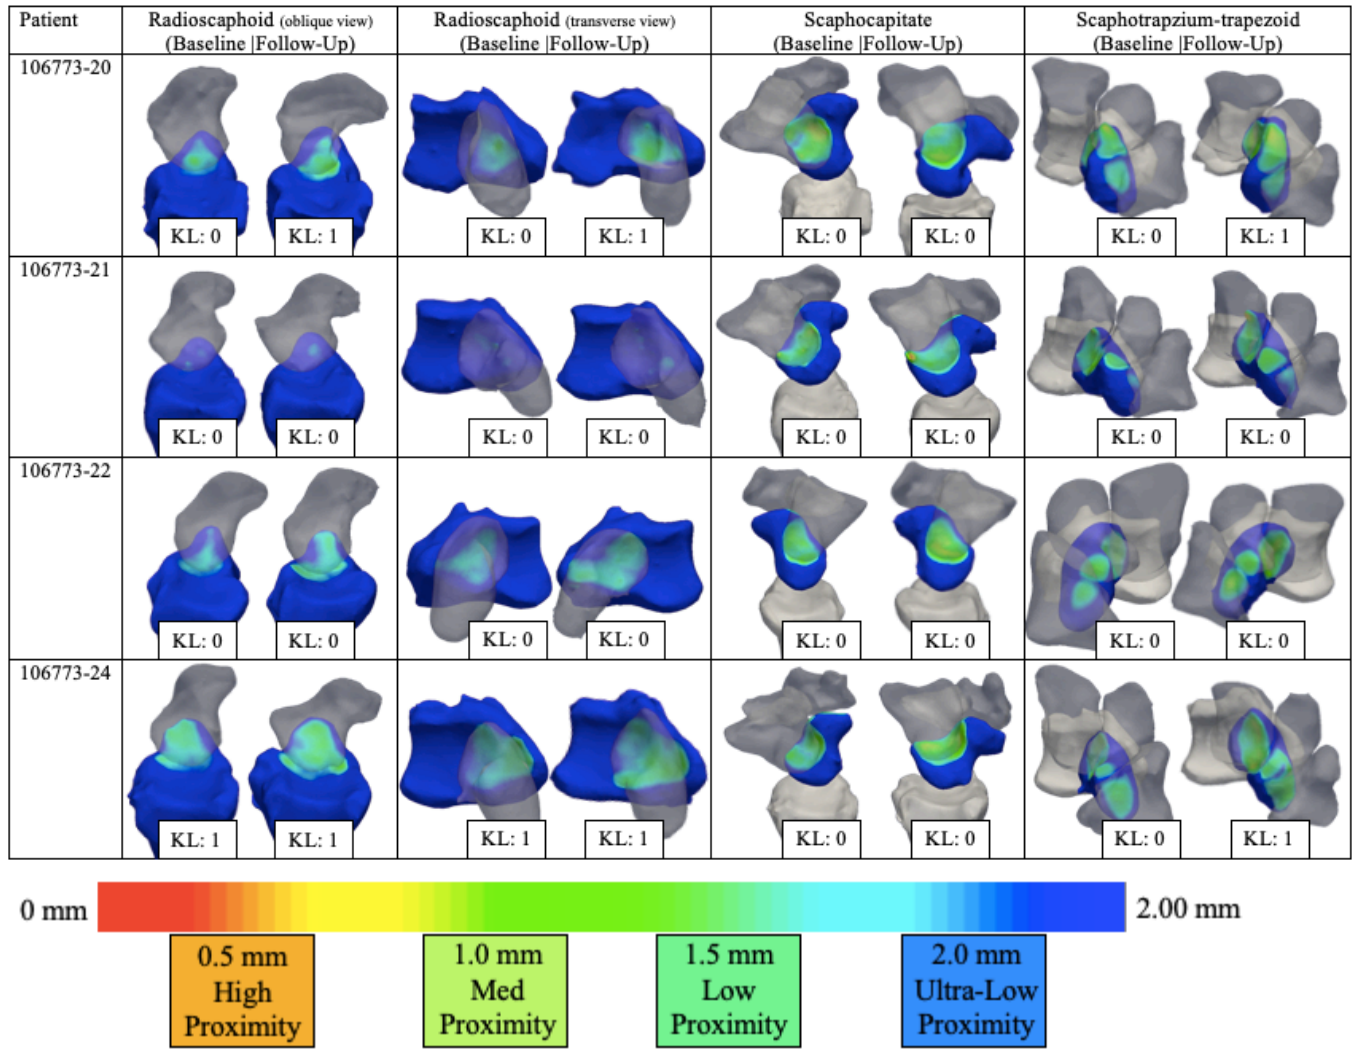 Patient
Radioscaphoid (oblique view)
(Baseline |Follow-Up)
Radioscaphoid (transverse view)
(Baseline |Follow-Up)
Scaphocapitate
(Baseline |Follow-Up)
Scaphotrapzium-trapezoid
(Baseline |Follow-Up)
106773-20
KL: 0
KL: 1
KL: 0
KL: 1
KL: 0
KL: 0
KL: 0
KL: 1
106773-21
KL: 0
KL: 0
KL: 0
KL: 0
KL: 0
KL: 0
KL: 0
KL: 0
106773-22
KL: 0
KL: 0
KL: 0
KL: 0
KL: 0
KL: 0
KL: 0
KL: 0
106773-24
KL: 1
KL: 1
KL: 1
KL: 1
KL: 0
KL: 0
KL: 0
KL: 1
0 mm
2.00 mm
0.5 mm
High
Proximity
1.0 mm
Med
Proximity
1.5 mm
Low
Proximity
2.0 mm
Ultra-Low
Proximity